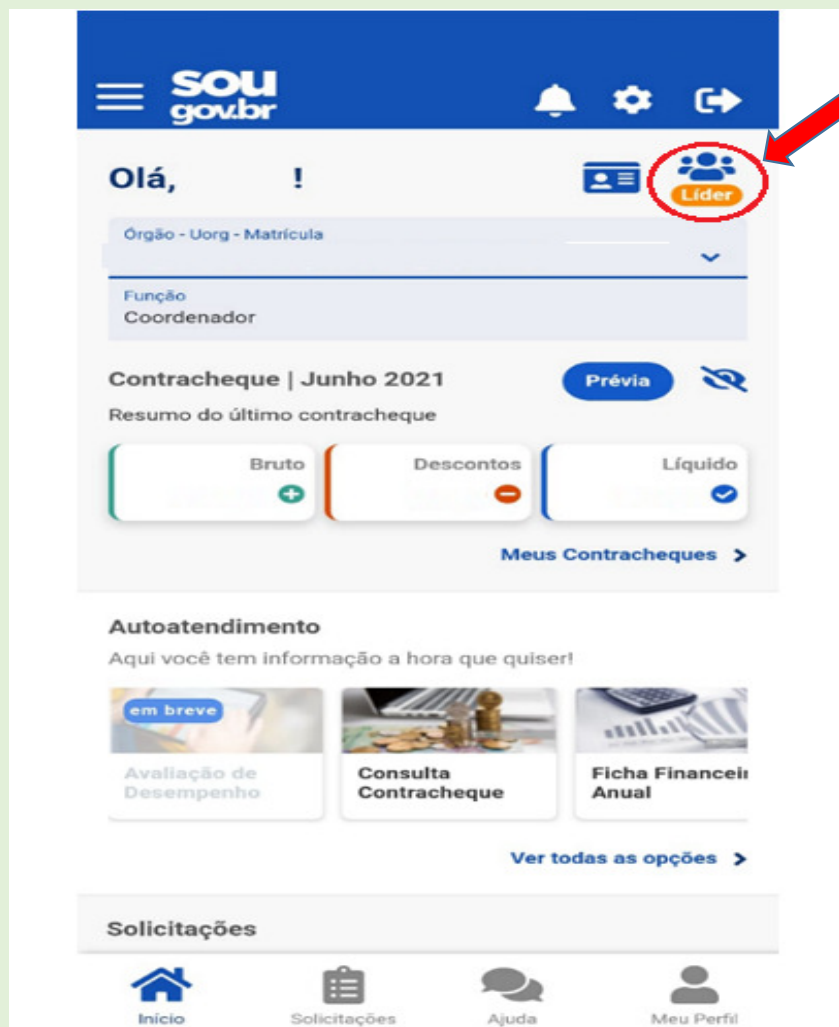 sou
gov.br
Olá, !
Líder
Órgão - Uorg - Matrícula
Função
Coordenador
Contracheque | Junho 2021
Prévia
Resumo do último contracheque
Bruto
Descontos
Líquido
Meus Contracheques
Autoatendimento
Aqui você tem informação a hora que quiser!
em breve
Avaliação de
Desempenho
Consulta
Contracheque
Ficha Financeir
Anual
Ver todas as opções
Solicitações
Início
Solicitações
Ajuda
Meu Perfil